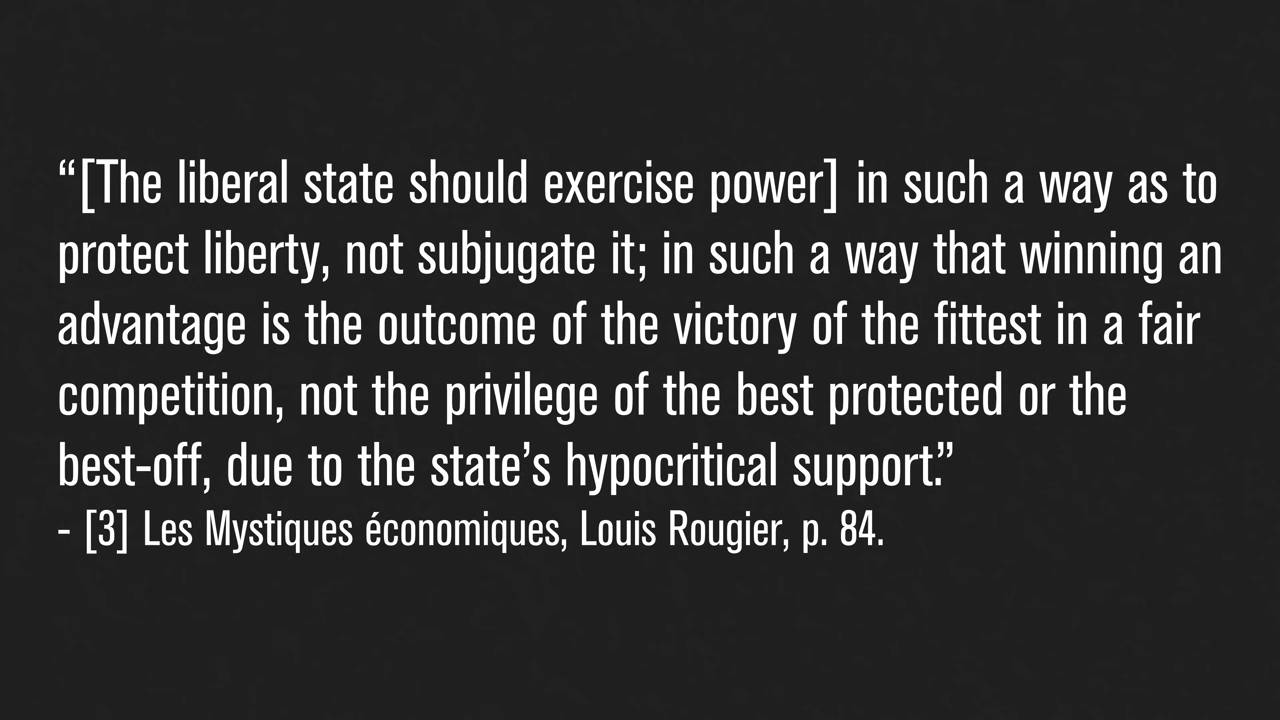 “[The liberal state should exercise power] in such a way as to
protect liberty, not subjugate it; in such a way that winning an
advantage is the outcome of the victory of the fittest in a fair
competition, not the privilege of the best protected or the
best-off, due to the state’s hypocritical support.”
- [3] Les Mystiques économiques, Louis Rougier, p. 84.